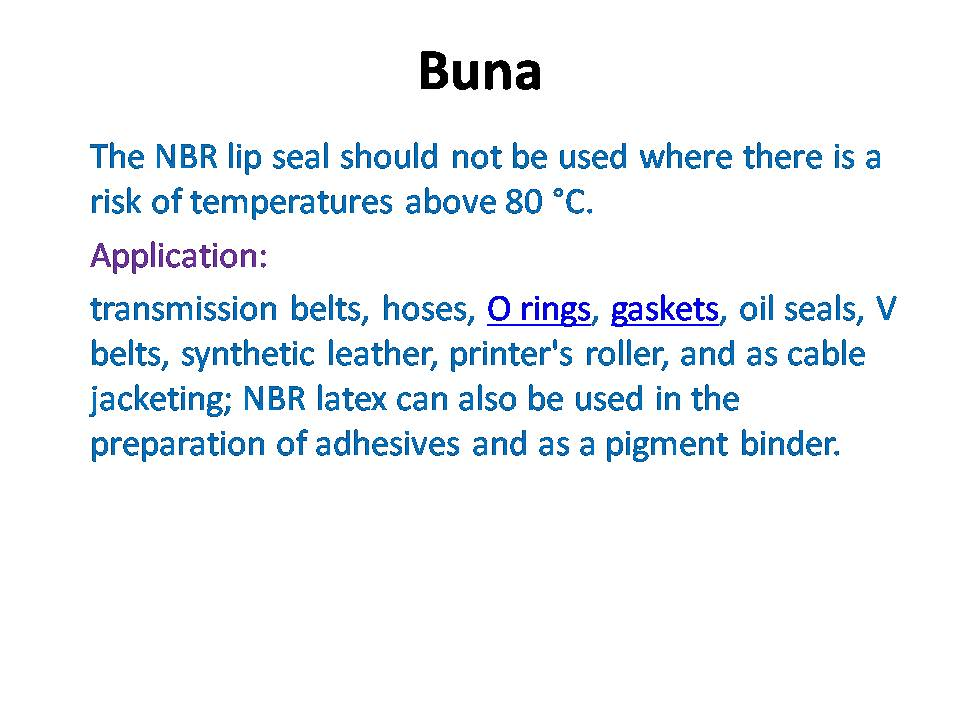 Buna
The NBR lip seal should not be used where there is a
risk of temperatures above 80 °C.
Application:
transmission belts, hoses, O rings, gaskets, oil seals, V
belts, synthetic leather, printer's roller, and as cable
jacketing; NBR latex can also be used in the
preparation of adhesives and as a pigment binder.